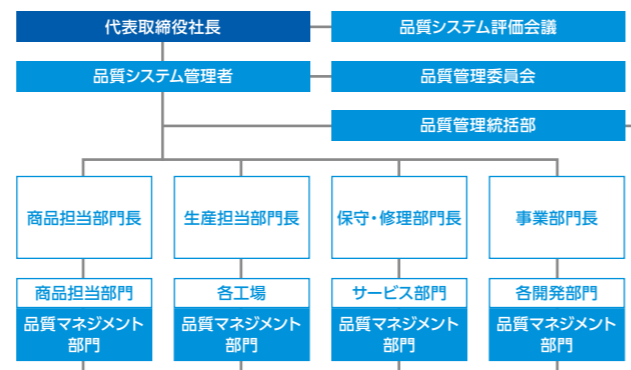 代表取締役社長
品質システム評価会議
品質システム管理者
品質管理委員会
品質管理統括部
商品担当部門長
生産担当部門長
保守・修理部門長
事業部門長
商品担当部門
各工場
サービス部門
各開発部門
品質マネジメント
部門
品質マネジメント
部門
品質マネジメント
部門
品質マネジメント
部門